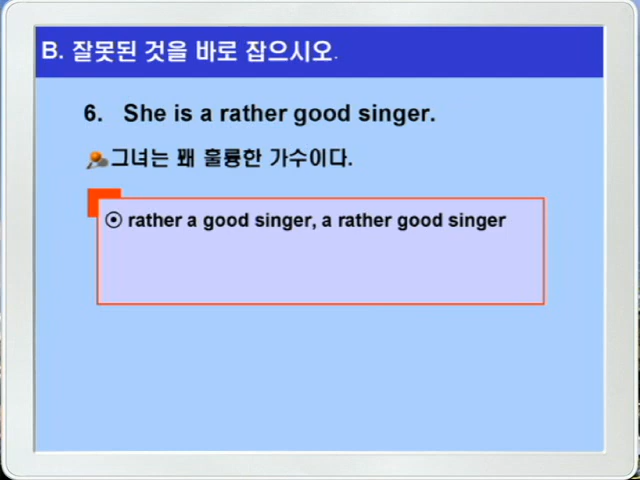 B. 잘못된 것을 바로 잡으시오.
6. She is a rather good singer.
그녀는 꽤 훌륭한 가수이다.
⊙ rather a good singer, a rather good singer